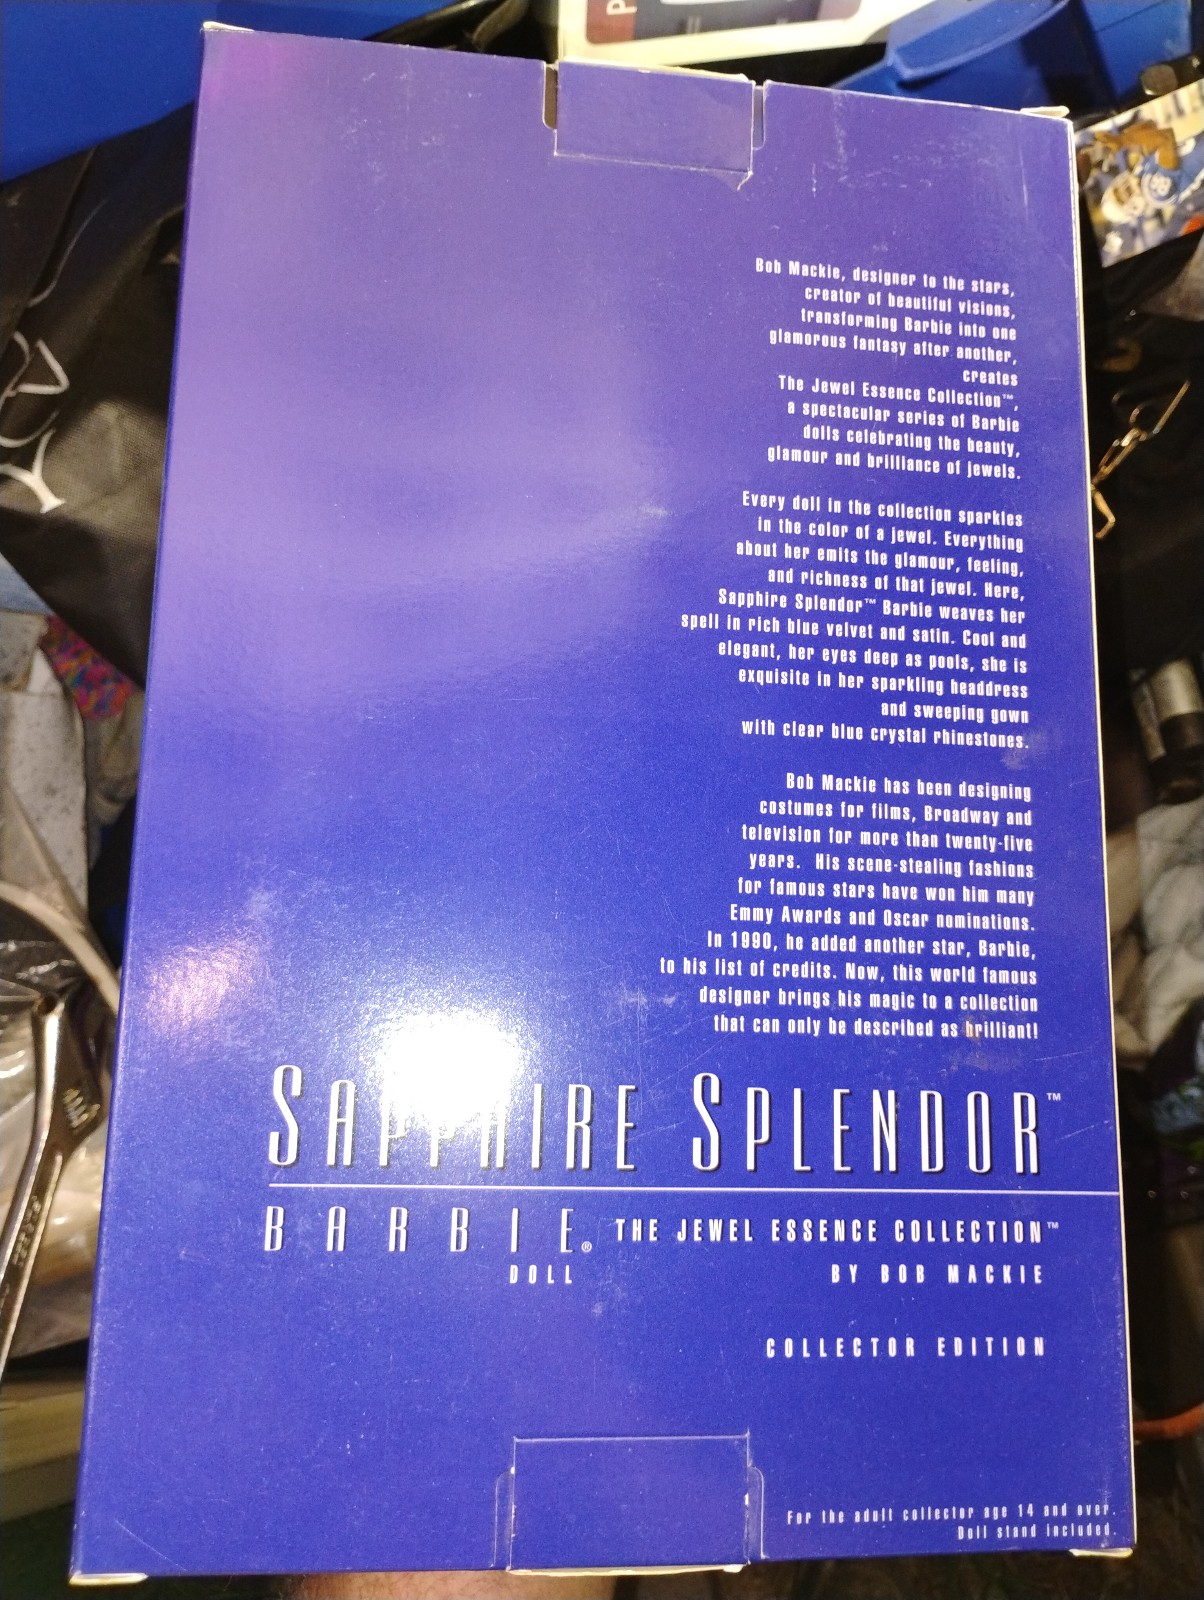 Bob Mackie, designer to the stars,
creator of beautiful visions,
transforming Barbie into one
glamorous fantasy after another,
creates
The Jewel Essence Collection™,
a spectacular series of Barbie
dolls celebrating the beauty,
glamour and brilliance of jewels.
Every doll in the collection sparkles
in the color of a jewel. Everything
about her emits the glamour, feeling,
and richness of that jewel. Here,
Sapphire Splendor™ Barbie weaves her
spell in rich blue velvet and satin. Cool and
elegant, her eyes deep as pools, she is
exquisite in her sparkling headdress
and sweeping gown
with clear blue crystal rhinestones.
Bob Mackie has been designing
costumes for films, Broadway and
television for more than twenty-five
years. His scene-stealing fashions
for famous stars have won him many
Emmy Awards and Oscar nominations.
In 1990, he added another star, Barbie,
to his list of credits. Now, this world famous
designer brings his magic to a collection
that can only be described as brilliant!
SAPPHIRE SPLENDOR™
BARBIE® THE JEWEL ESSENCE COLLECTION™
DOLL BY BOB MACKIE
COLLECTOR EDITION
For the adult collector age 14 and over.
Doll stand included.